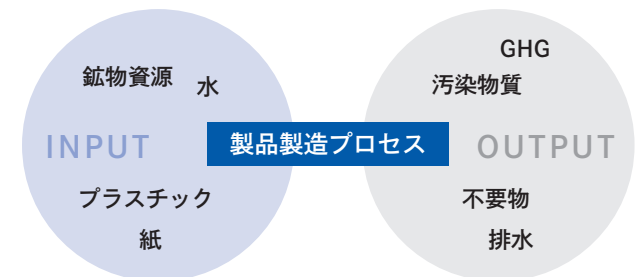 鉱物資源
水
INPUT
プラスチック
紙
製品製造プロセス
GHG
汚染物質
OUTPUT
不要物
排水